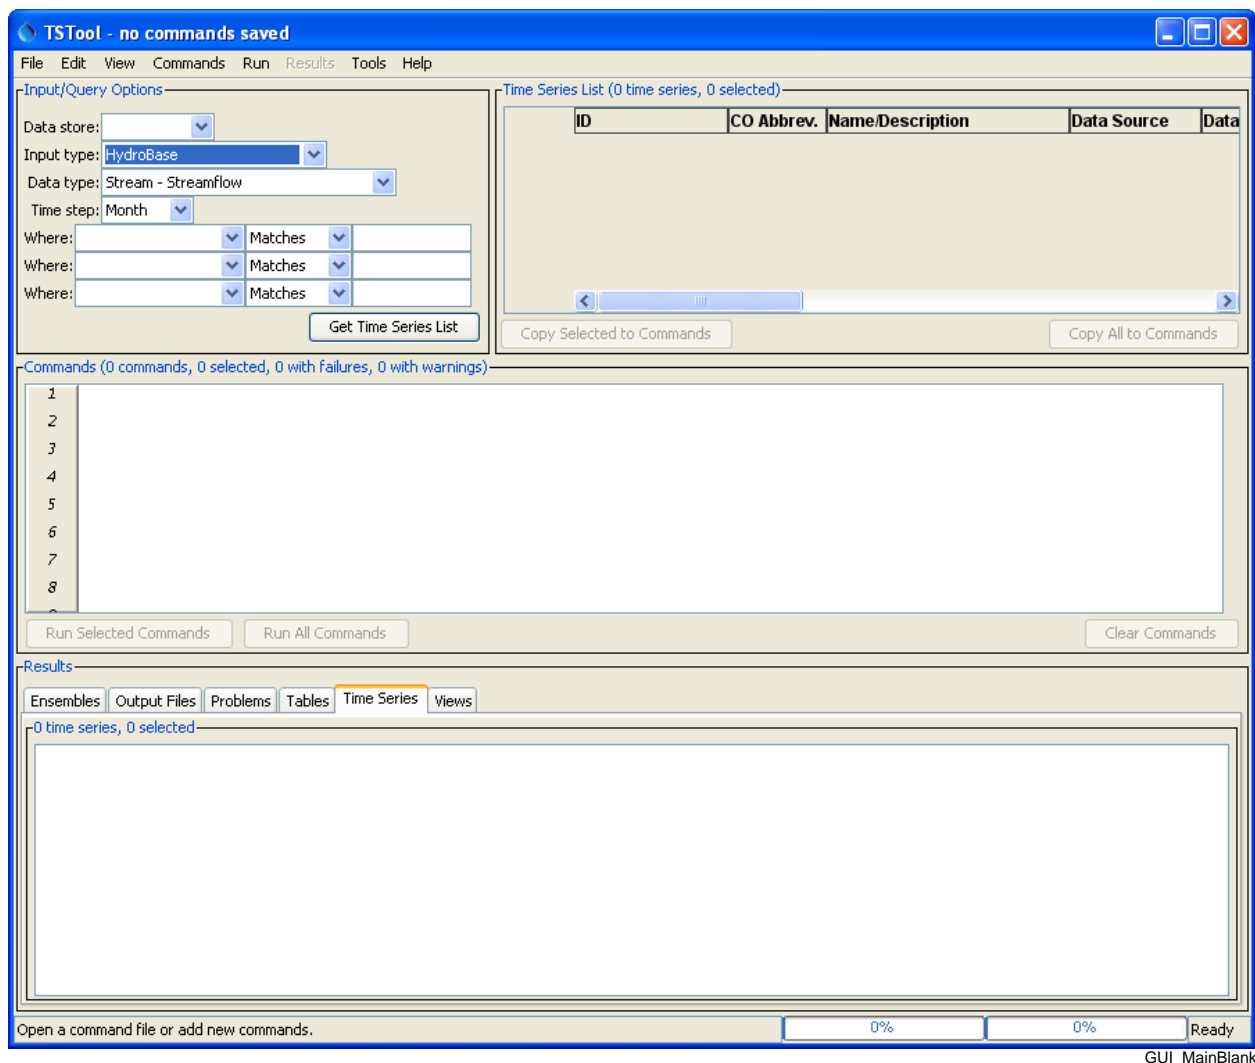 TSTool - no commands saved
File Edit View Commands Run Results Tools Help
Input/Query Options
Data store:
Input type: HydroBase
Data type: Stream - Streamflow
Time step: Month
Where: Matches
Where: Matches
Where: Matches
Get Time Series List
Time Series List (0 time series, 0 selected)
ID CO Abbrev. Name/Description Data Source Data
Copy Selected to Commands Copy All to Commands
Commands (0 commands, 0 selected, 0 with failures, 0 with warnings)
1
2
3
4
5
6
7
8
Run Selected Commands Run All Commands Clear Commands
Results
Ensembles Output Files Problems Tables Time Series Views
0 time series, 0 selected
Open a command file or add new commands. 0% 0% Ready
GUI_MainBlank